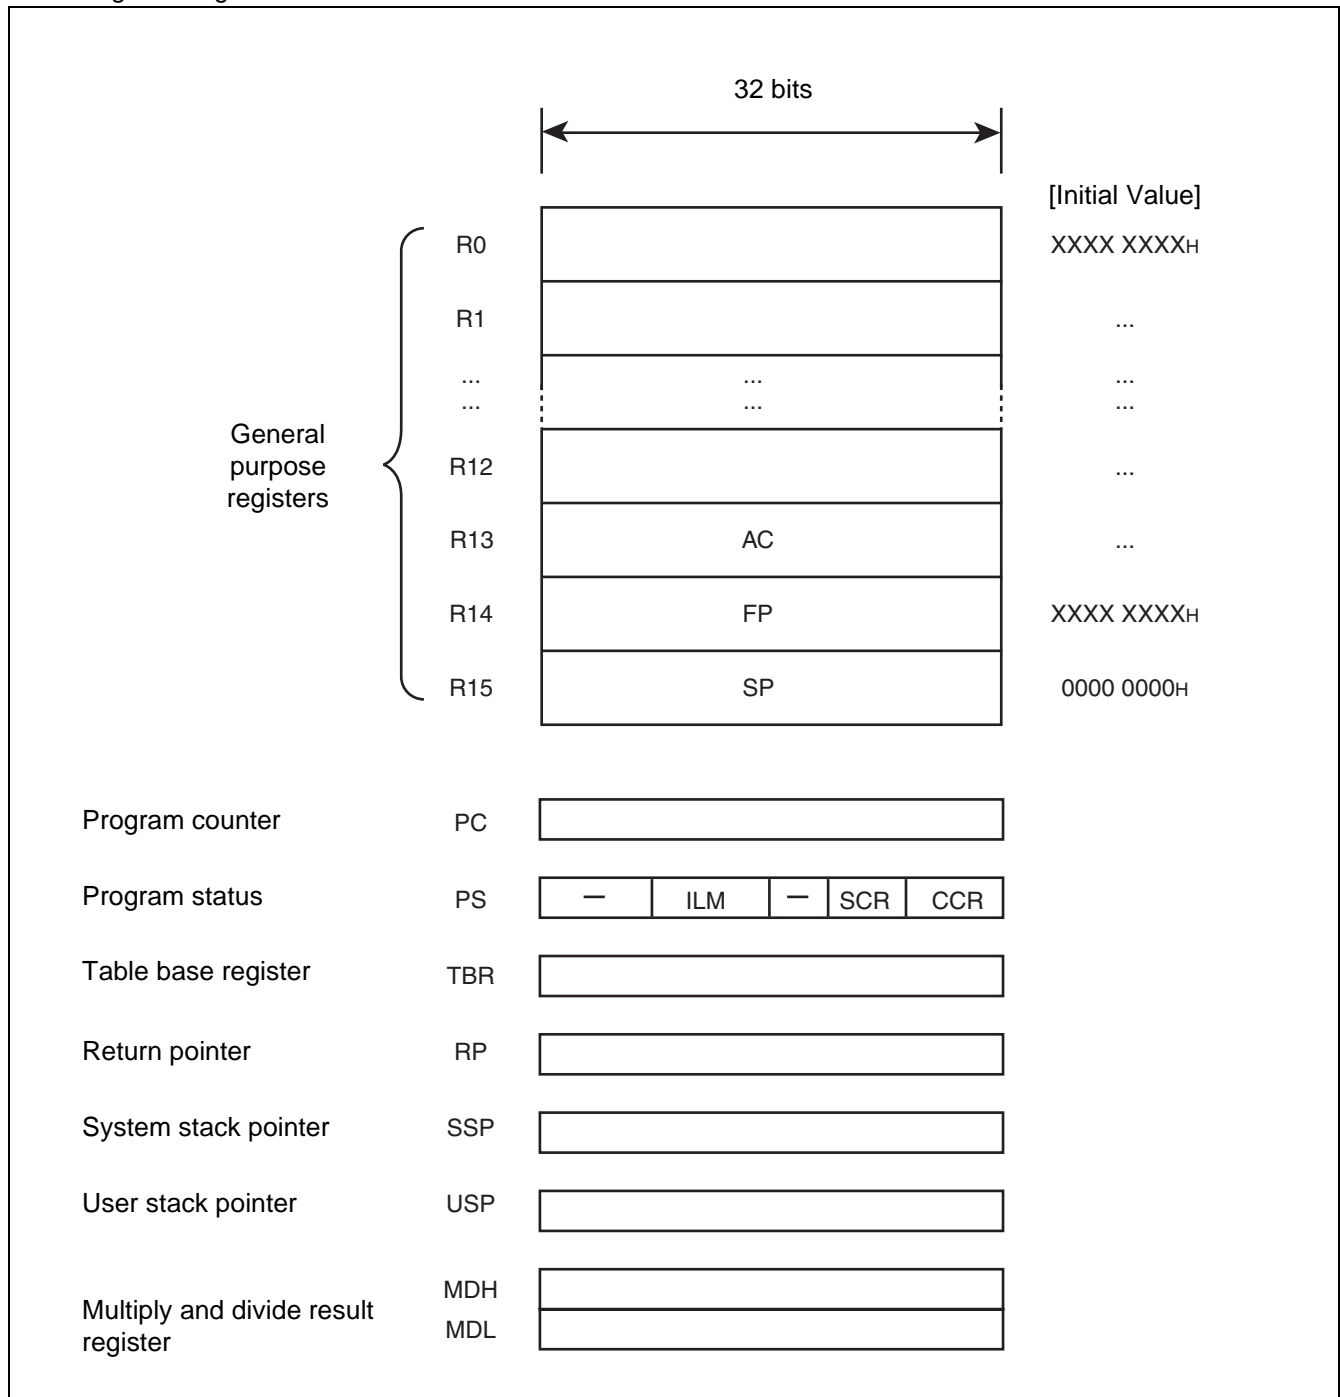 32 bits
[Initial Value]
R0 XXXX XXXXH
R1 ...
... ... ...
... ... ...
General
purpose
registers
R12 ...
R13 AC ...
R14 FP XXXX XXXXH
R15 SP 0000 0000H
Program counter PC
Program status PS — ILM — SCR CCR
Table base register TBR
Return pointer RP
System stack pointer SSP
User stack pointer USP
Multiply and divide result
register
MDH
MDL